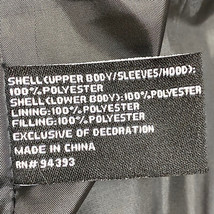 SHELL(UPPER BODY/SLEEVES/HOOD):
100%POLYESTER
SHELL(LOWER BODY):100%POLYESTER
LINING:100%POLYESTER
FILLING:100%POLYESTER
EXCLUSIVE OF DECORATION
MADE IN CHINA
RN#94393